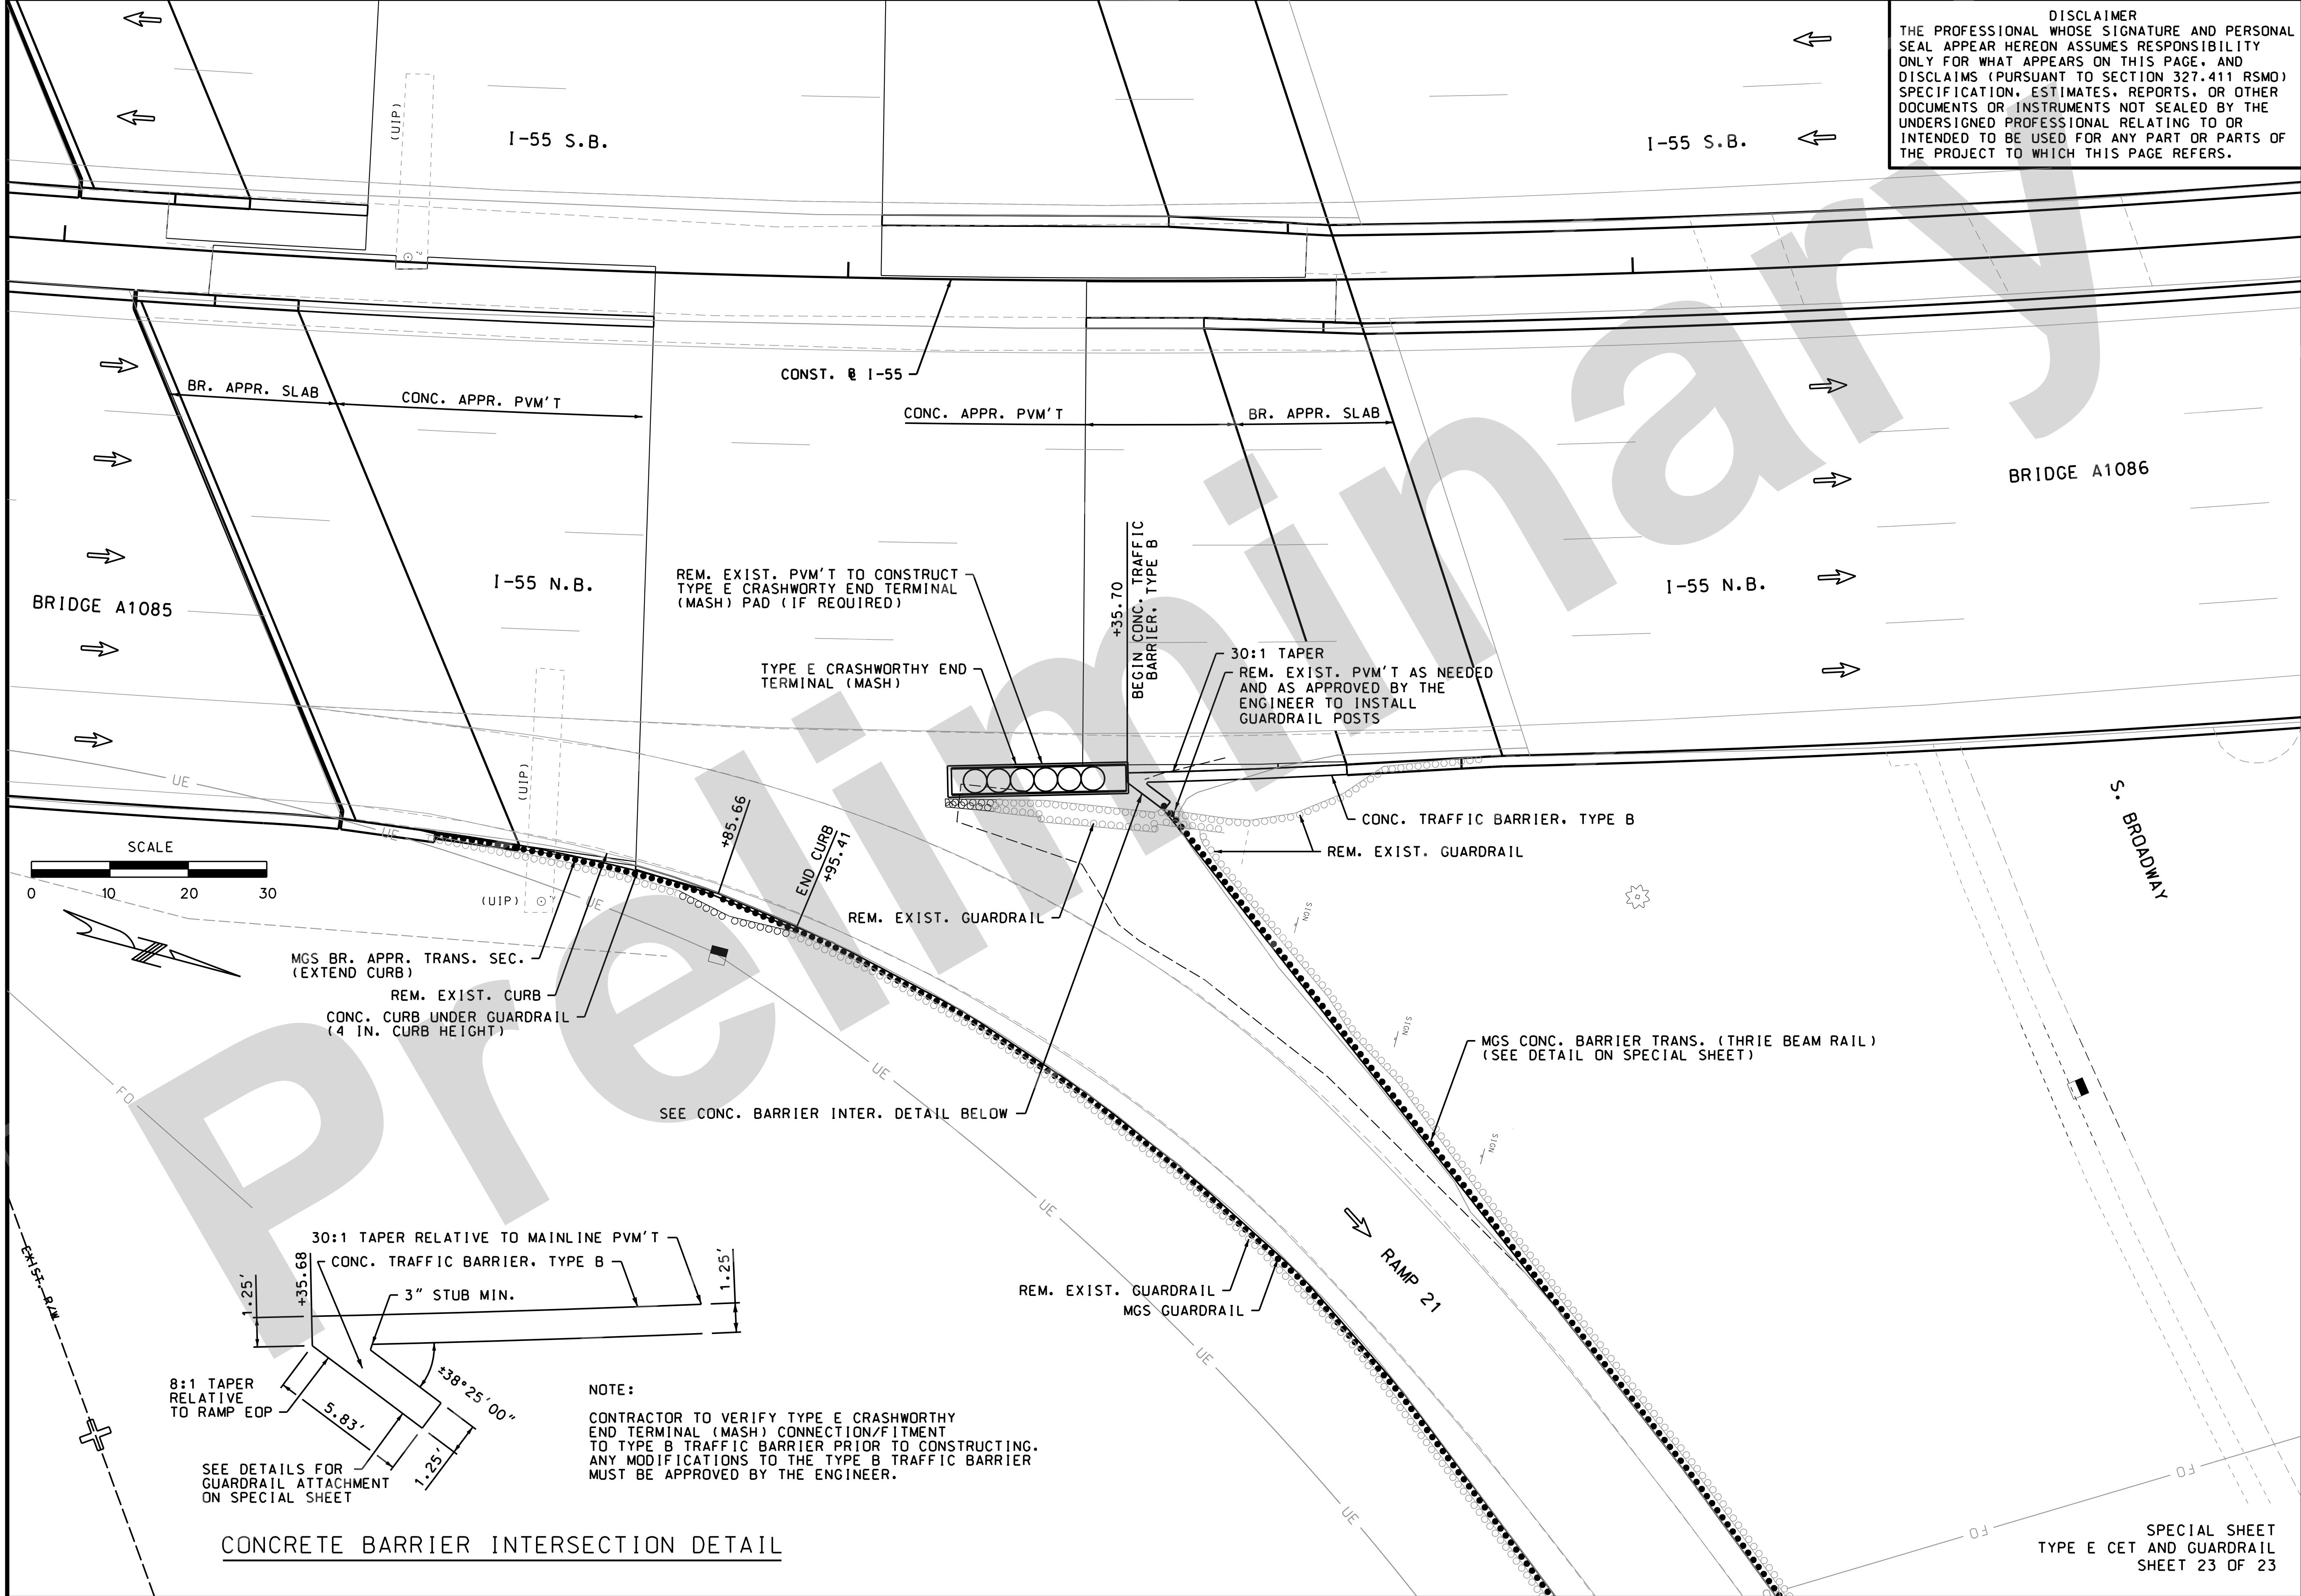 DISCLAIMER
THE PROFESSIONAL WHOSE SIGNATURE AND PERSONAL
SEAL APPEAR HEREON ASSUMES RESPONSIBILITY
ONLY FOR WHAT APPEARS ON THIS PAGE, AND
DISCLAIMS (PURSUANT TO SECTION 327.411 RSMO)
SPECIFICATION, ESTIMATES, REPORTS, OR OTHER
DOCUMENTS OR INSTRUMENTS NOT SEALED BY THE
UNDERSIGNED PROFESSIONAL RELATING TO OR
INTENDED TO BE USED FOR ANY PART OR PARTS OF
THE PROJECT TO WHICH THIS PAGE REFERS.
(UIP)
I-55 S.B.
I-55 S.B.
CONST. ℄ I-55
BR. APPR. SLAB
CONC. APPR. PVM'T
CONC. APPR. PVM'T
BR. APPR. SLAB
BRIDGE A1086
BRIDGE A1085
I-55 N.B.
I-55 N.B.
REM. EXIST. PVM'T TO CONSTRUCT
TYPE E CRASHWORTY END TERMINAL
(MASH) PAD (IF REQUIRED)
+35.70
BEGIN CONC. TRAFFIC
BARRIER, TYPE B
TYPE E CRASHWORTHY END
TERMINAL (MASH)
30:1 TAPER
REM. EXIST. PVM'T AS NEEDED
AND AS APPROVED BY THE
ENGINEER TO INSTALL
GUARDRAIL POSTS
UE
(UIP)
UE
+85.66
END CURB
+95.41
CONC. TRAFFIC BARRIER, TYPE B
REM. EXIST. GUARDRAIL
S. BROADWAY
SCALE
0 10 20 30
(UIP)
UE
REM. EXIST. GUARDRAIL
SIGN
MGS BR. APPR. TRANS. SEC.
(EXTEND CURB)
REM. EXIST. CURB
CONC. CURB UNDER GUARDRAIL
(4 IN. CURB HEIGHT)
SIGN
MGS CONC. BARRIER TRANS. (THRIE BEAM RAIL)
(SEE DETAIL ON SPECIAL SHEET)
FO
UE
SEE CONC. BARRIER INTER. DETAIL BELOW
SIGN
UE
RAMP 21
REM. EXIST. GUARDRAIL
MGS GUARDRAIL
UE
UE
EXIST. R/W
30:1 TAPER RELATIVE TO MAINLINE PVM'T
CONC. TRAFFIC BARRIER, TYPE B
3" STUB MIN.
1.25'
+35.68
1.25'
±38°25'00"
8:1 TAPER
RELATIVE
TO RAMP EOP
5.83'
1.25'
SEE DETAILS FOR
GUARDRAIL ATTACHMENT
ON SPECIAL SHEET
NOTE:
CONTRACTOR TO VERIFY TYPE E CRASHWORTHY
END TERMINAL (MASH) CONNECTION/FITMENT
TO TYPE B TRAFFIC BARRIER PRIOR TO CONSTRUCTING.
ANY MODIFICATIONS TO THE TYPE B TRAFFIC BARRIER
MUST BE APPROVED BY THE ENGINEER.
CONCRETE BARRIER INTERSECTION DETAIL
FO
FO
SPECIAL SHEET
TYPE E CET AND GUARDRAIL
SHEET 23 OF 23
Preliminary